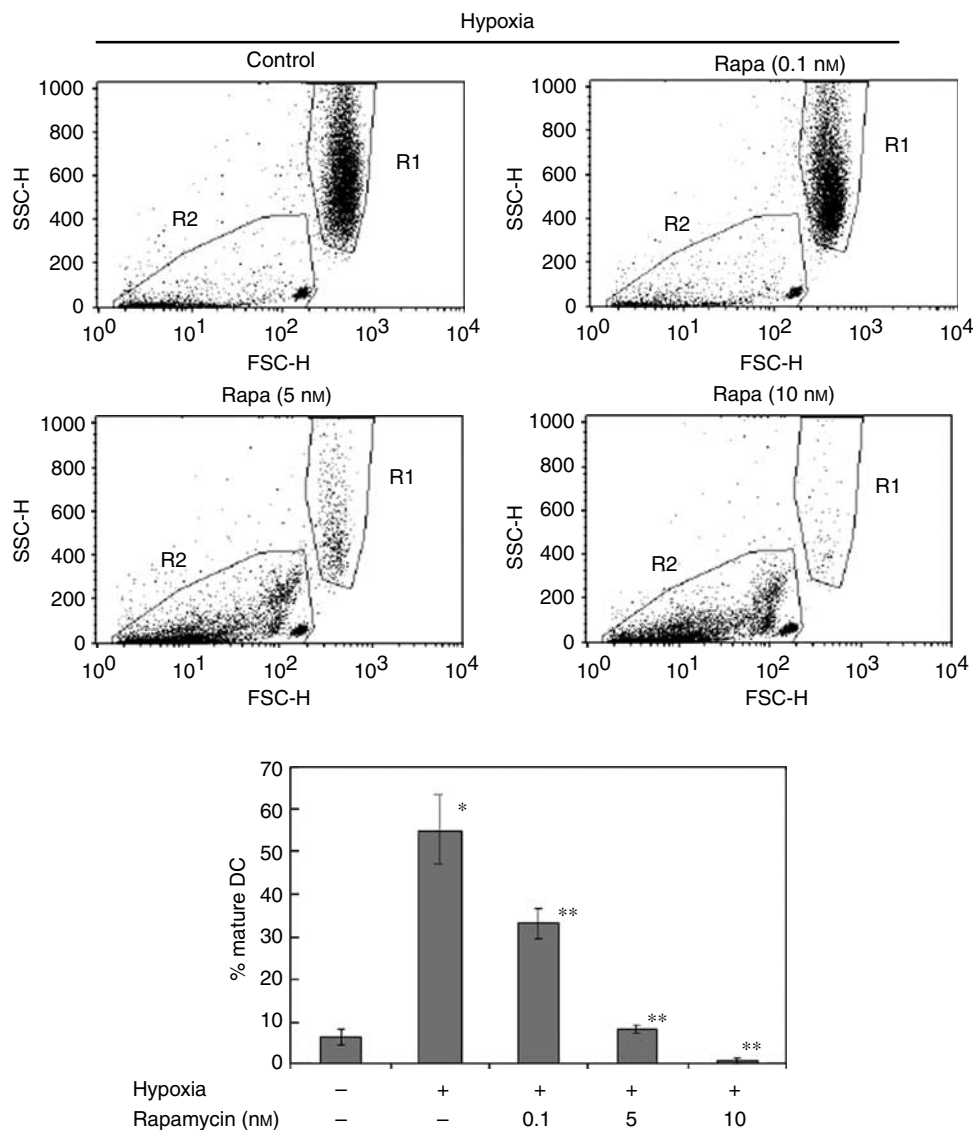 Hypoxia
Control
Rapa (0.1 nM)
1000
800
600
400
200
0
SSC-H
R1
R2
10^0 10^1 10^2 10^3 10^4
FSC-H
1000
800
600
400
200
0
SSC-H
R1
R2
10^0 10^1 10^2 10^3 10^4
FSC-H
Rapa (5 nM)
Rapa (10 nM)
1000
800
600
400
200
0
SSC-H
R1
R2
10^0 10^1 10^2 10^3 10^4
FSC-H
1000
800
600
400
200
0
SSC-H
R1
R2
10^0 10^1 10^2 10^3 10^4
FSC-H
70
60
50
40
30
20
10
0
% mature DC
*
**
**
**
Hypoxia – + + + +
Rapamycin (nM) – – 0.1 5 10